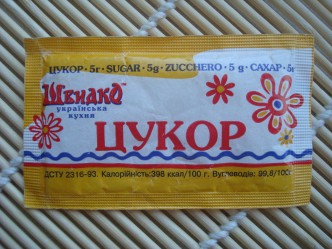 ЦУКОР • 5г • SUGAR • 5g • ZUCCHERO • 5 g • САХАР • 5г
Швидко
українська
кухня
ЦУКОР
ДСТУ 2316-93. Калорійність:398 ккал/100 г. Вуглеводів: 99,8/100г